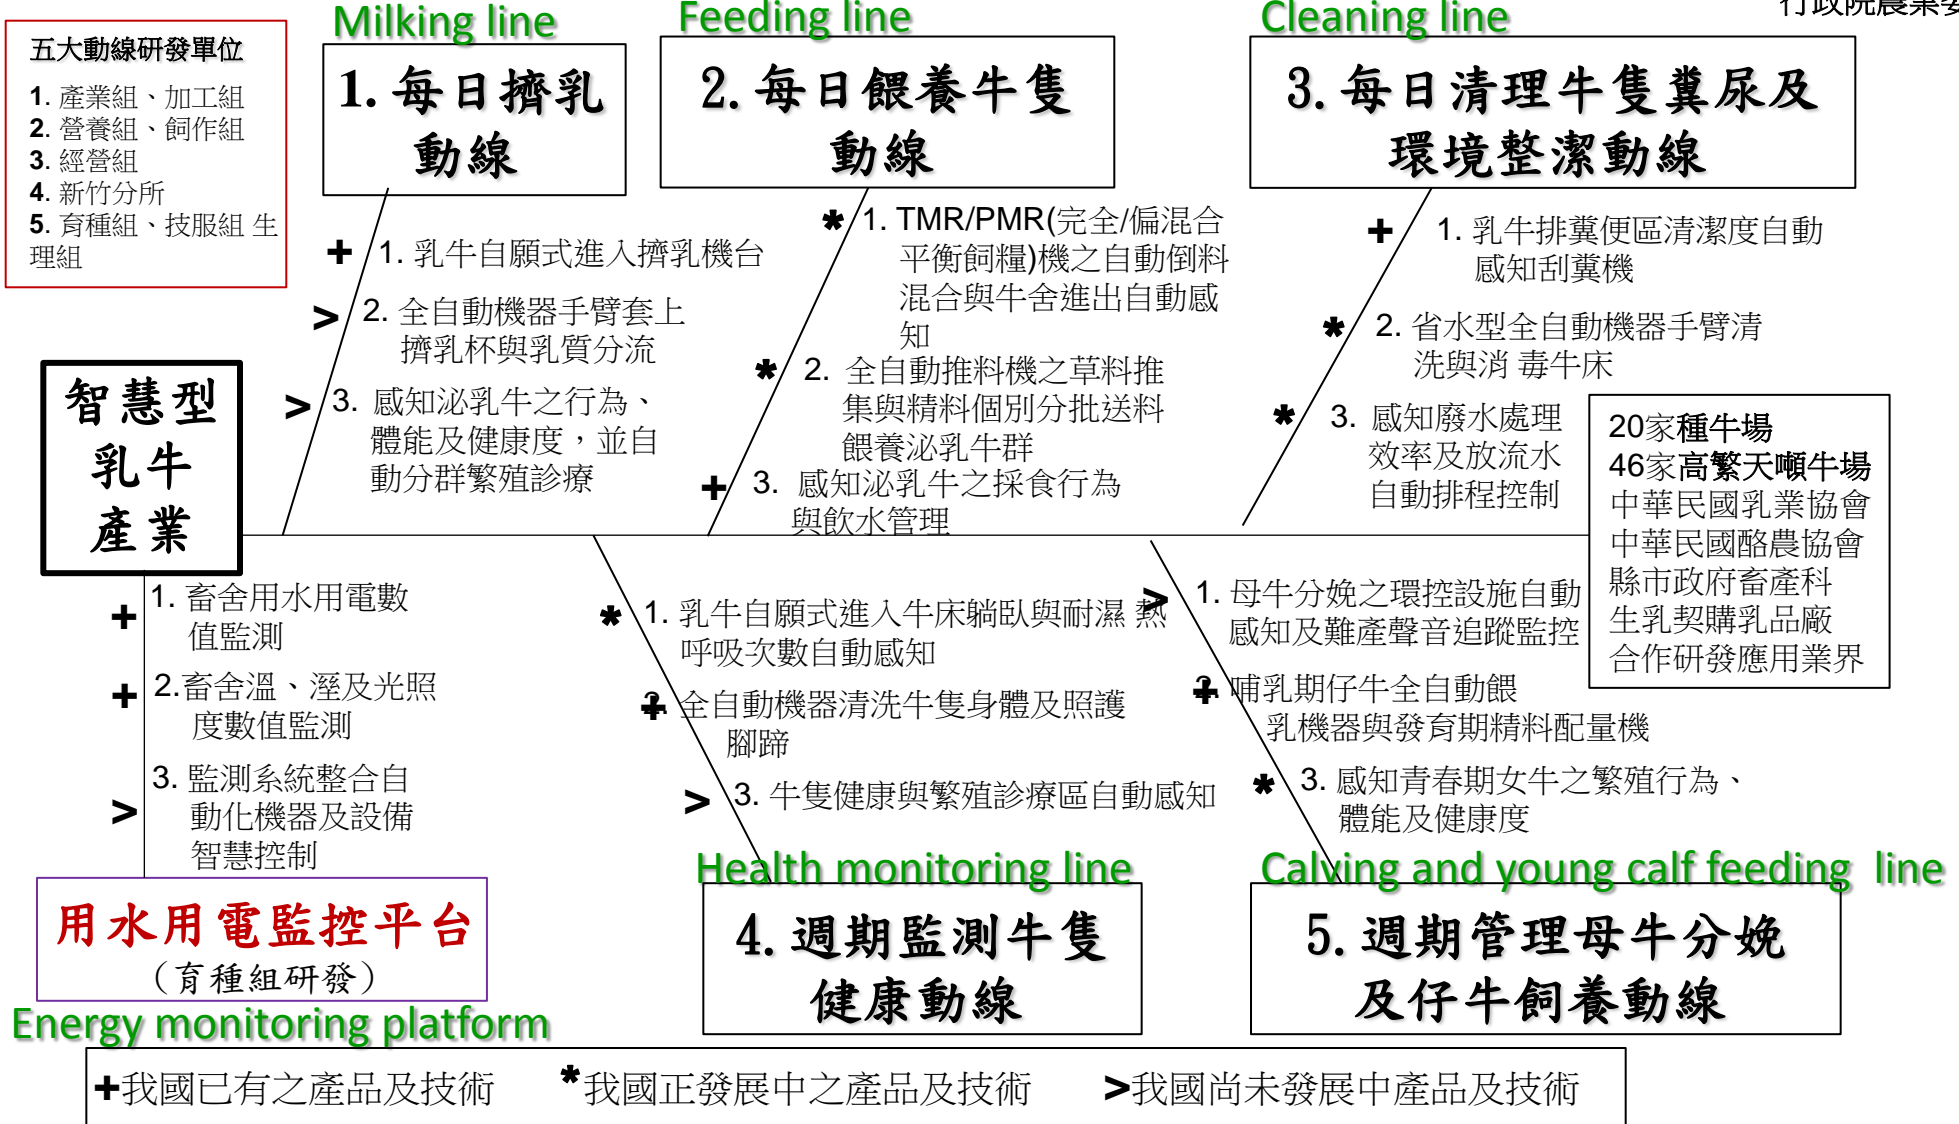 行政院農業委
五大動線研發單位
1. 產業組、加工組
2. 營養組、飼作組
3. 經營組
4. 新竹分所
5. 育種組、技服組 生
理組
Milking line
1. 每日擠乳
動線
+ 1. 乳牛自願式進入擠乳機台
> 2. 全自動機器手臂套上
擠乳杯與乳質分流
> 3. 感知泌乳牛之行為、
體能及健康度，並自
動分群繁殖診療
Feeding line
2. 每日餵養牛隻
動線
* 1. TMR/PMR(完全/偏混合
平衡飼糧)機之自動倒料
混合與牛舍進出自動感
知
* 2. 全自動推料機之草料推
集與精料個別分批送料
餵養泌乳牛群
+ 3. 感知泌乳牛之採食行為
與飲水管理
Cleaning line
3. 每日清理牛隻糞尿及
環境整潔動線
+ 1. 乳牛排糞便區清潔度自動
感知刮糞機
* 2. 省水型全自動機器手臂清
洗與消 毒牛床
* 3. 感知廢水處理
效率及放流水
自動排程控制
智慧型
乳牛
產業
20家種牛場
46家高繁天噸牛場
中華民國乳業協會
中華民國酪農協會
縣市政府畜產科
生乳契購乳品廠
合作研發應用業界
+ 1. 畜舍用水用電數
值監測
+ 2.畜舍溫、溼及光照
度數值監測
> 3. 監測系統整合自
動化機器及設備
智慧控制
用水用電監控平台
（育種組研發）
Energy monitoring platform
* 1. 乳牛自願式進入牛床躺臥與耐濕 熱
呼吸次數自動感知
+ 2. 全自動機器清洗牛隻身體及照護
腳蹄
> 3. 牛隻健康與繁殖診療區自動感知
Health monitoring line
4. 週期監測牛隻
健康動線
> 1. 母牛分娩之環控設施自動
感知及難產聲音追蹤監控
+ 2. 哺乳期仔牛全自動餵
乳機器與發育期精料配量機
* 3. 感知青春期女牛之繁殖行為、
體能及健康度
Calving and young calf feeding line
5. 週期管理母牛分娩
及仔牛飼養動線
+我國已有之產品及技術 *我國正發展中之產品及技術 >我國尚未發展中產品及技術